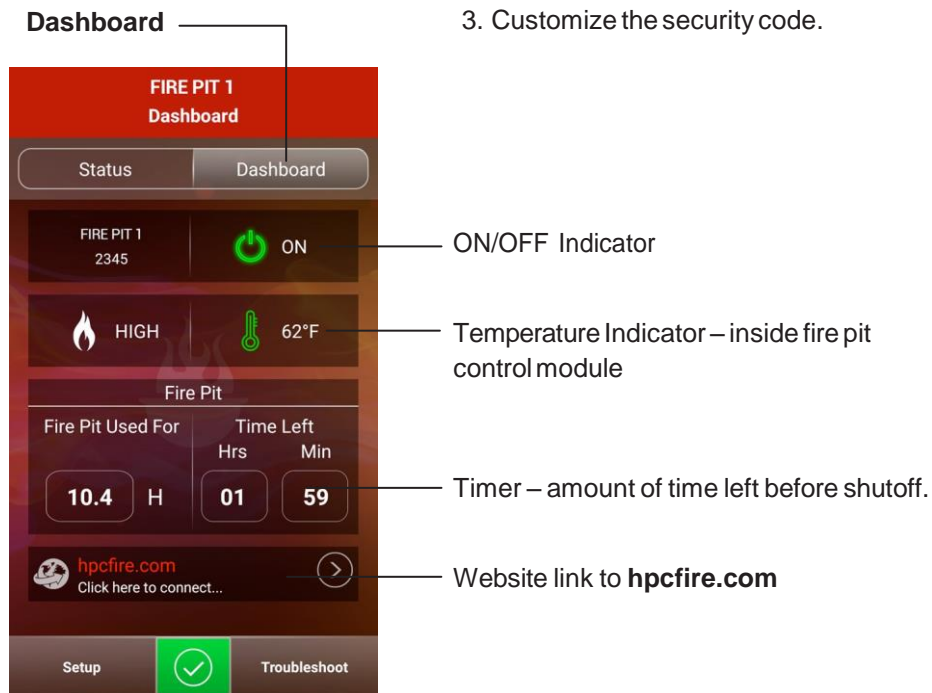 Dashboard
3. Customize the security code.
FIRE PIT 1
Dashboard
Status Dashboard
FIRE PIT 1
2345
ON
ON/OFF Indicator
HIGH
62°F
Temperature Indicator – inside fire pit
control module
Fire Pit
Fire Pit Used For
Time Left
Hrs Min
10.4 H
01 59
Timer – amount of time left before shutoff.
hpcfire.com
Click here to connect...
Website link to hpcfire.com
Setup Troubleshoot